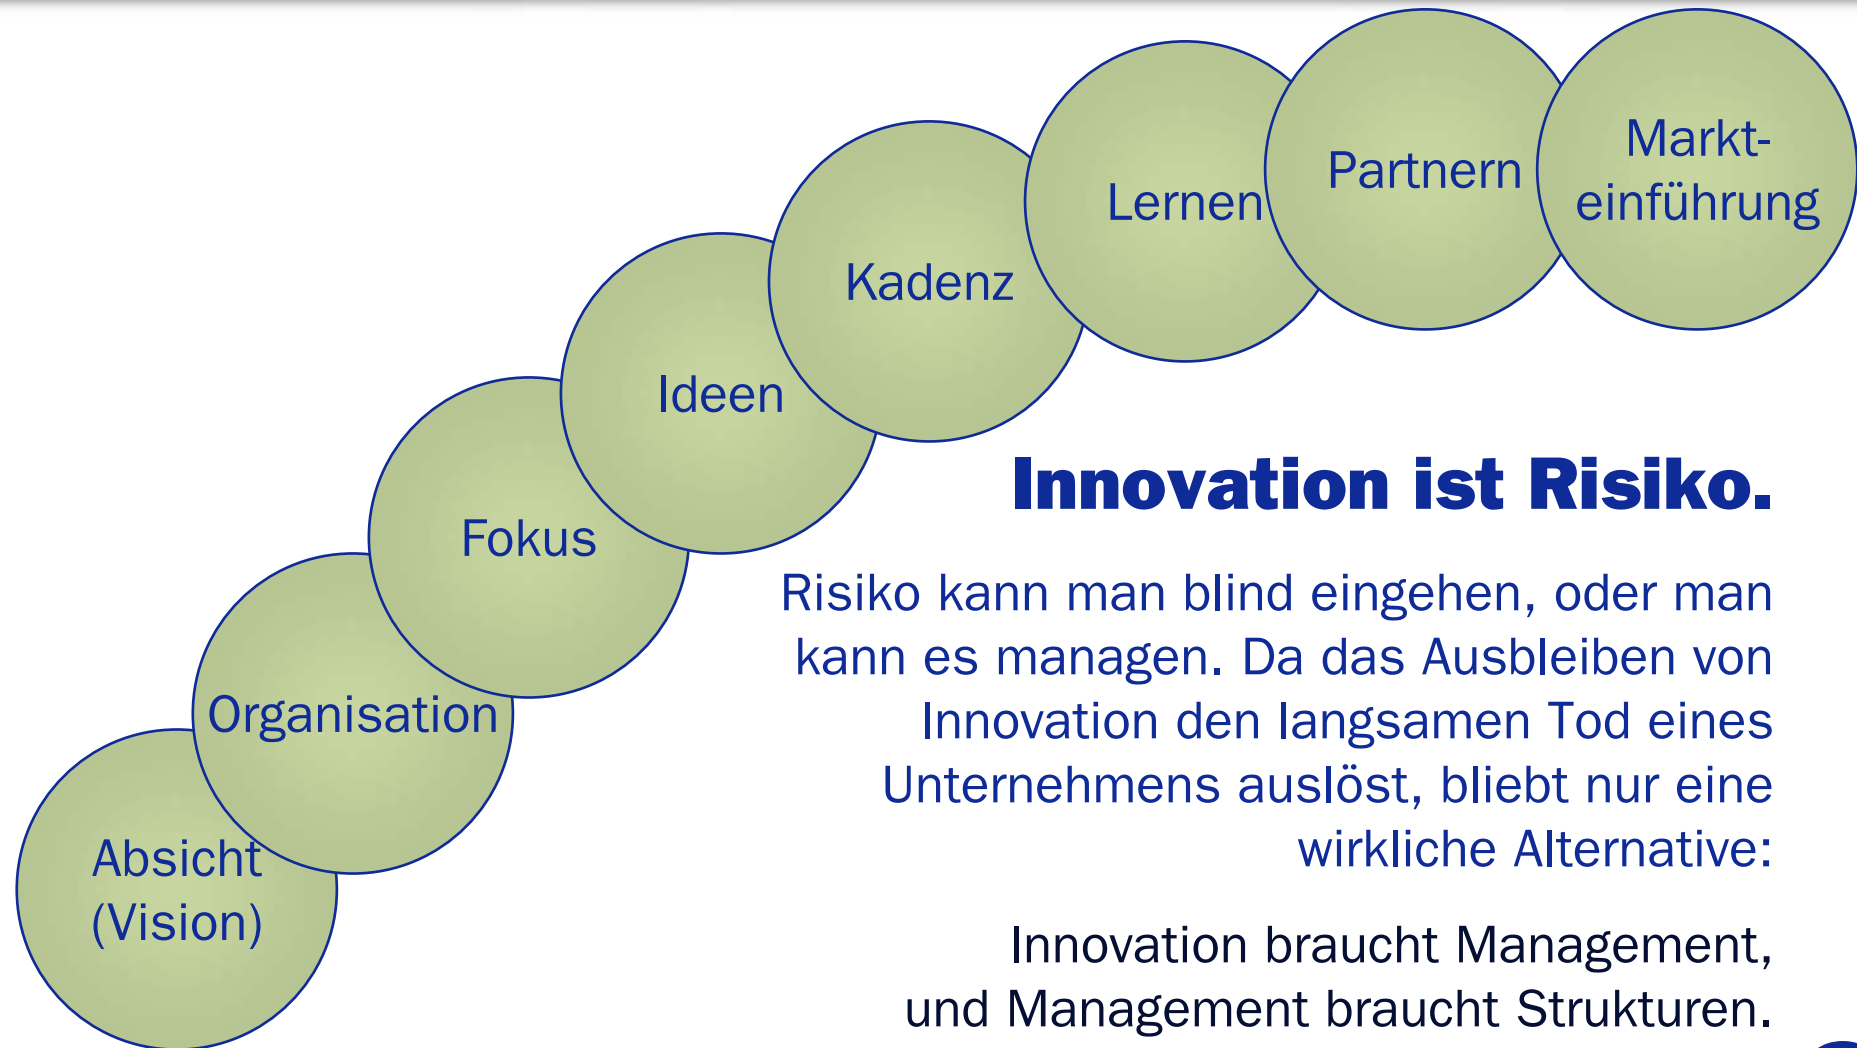 Absicht
(Vision)
Organisation
Fokus
Ideen
Kadenz
Lernen
Partnern
Markt-
einführung
Innovation ist Risiko.
Risiko kann man blind eingehen, oder man
kann es managen. Da das Ausbleiben von
Innovation den langsamen Tod eines
Unternehmens auslöst, bliebt nur eine
wirkliche Alternative:
Innovation braucht Management,
und Management braucht Strukturen.